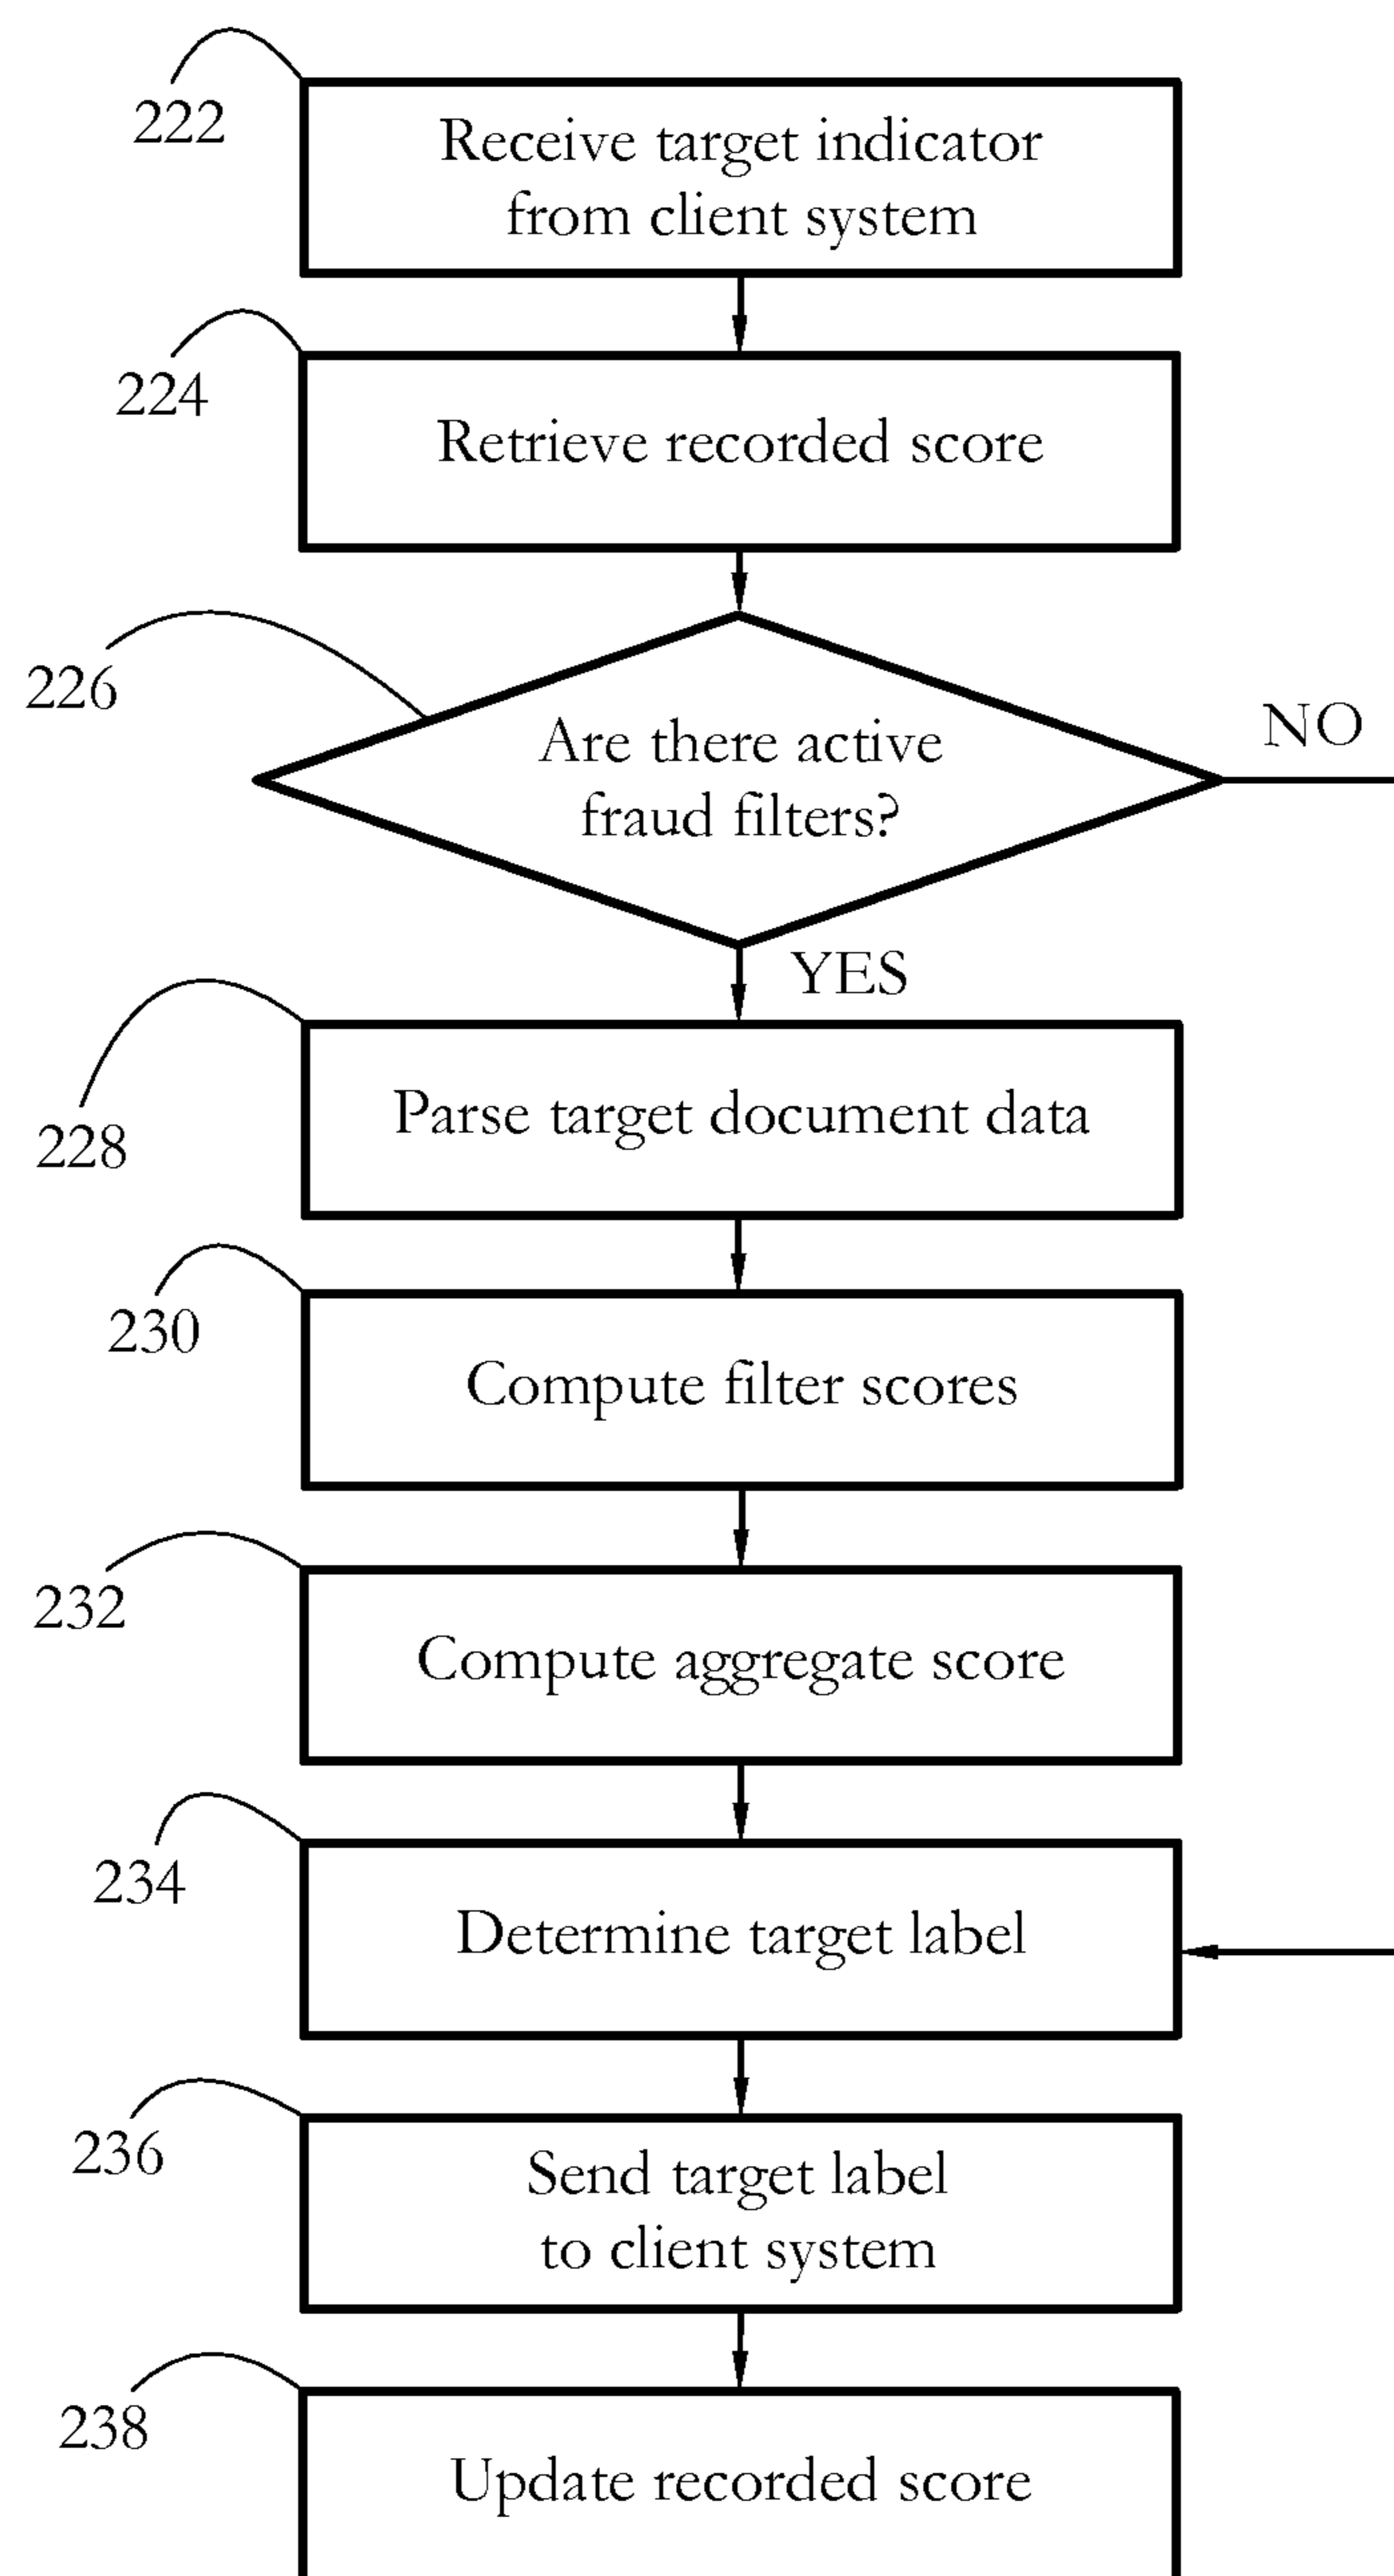 222
Receive target indicator
from client system
224
Retrieve recorded score
226
Are there active
fraud filters?
NO
YES
228
Parse target document data
230
Compute filter scores
232
Compute aggregate score
234
Determine target label
236
Send target label
to client system
238
Update recorded score